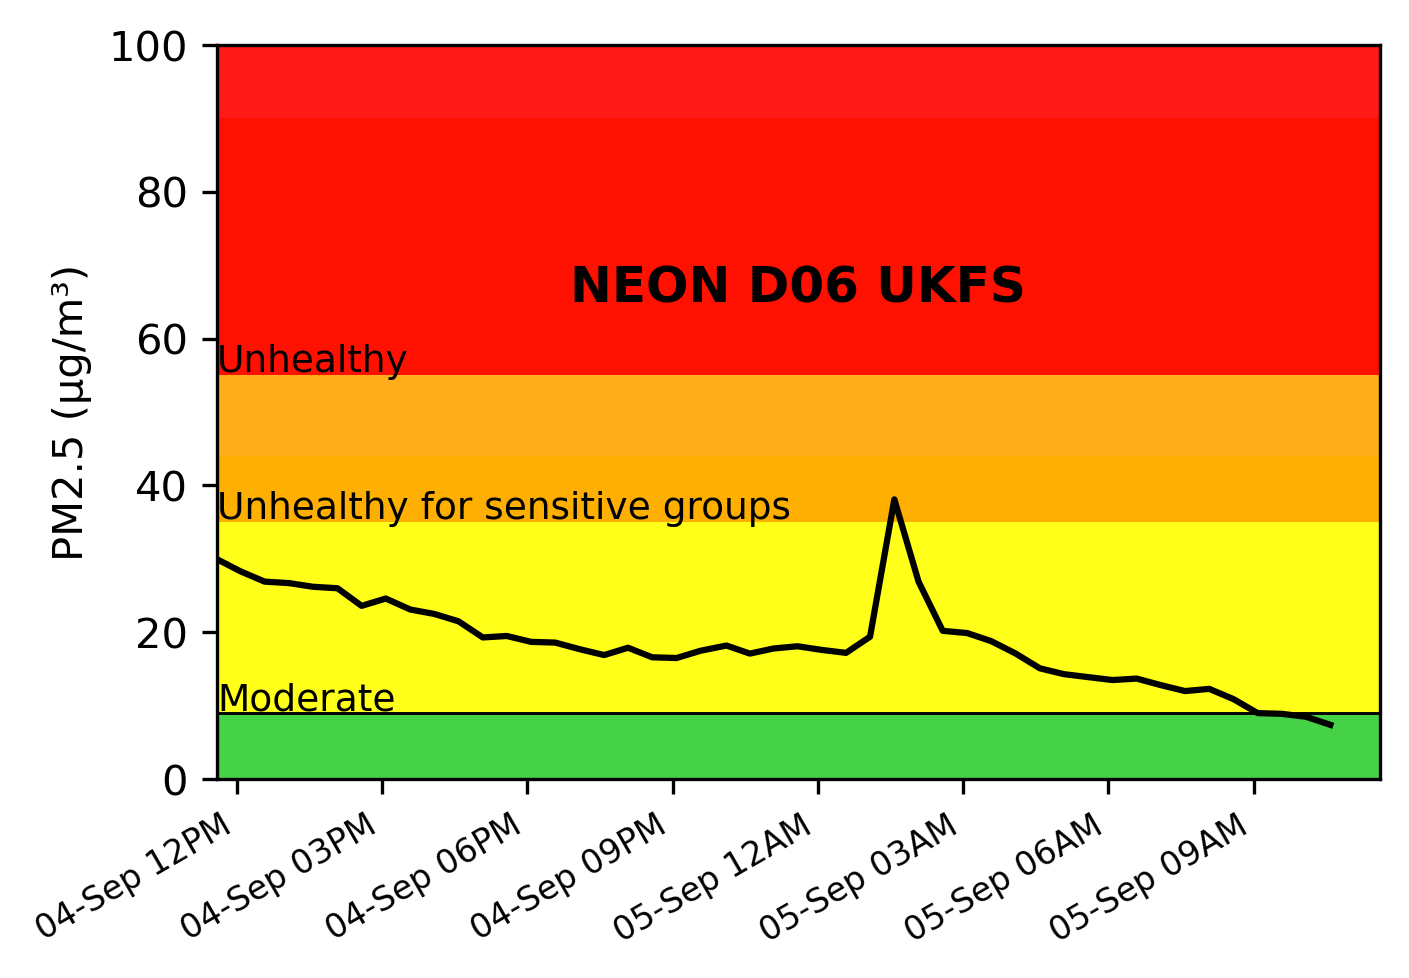 100
80
60
40
20
0
PM2.5 (µg/m³)
NEON D06 UKFS
Unhealthy
Unhealthy for sensitive groups
Moderate
04-Sep 12PM
04-Sep 03PM
04-Sep 06PM
04-Sep 09PM
05-Sep 12AM
05-Sep 03AM
05-Sep 06AM
05-Sep 09AM